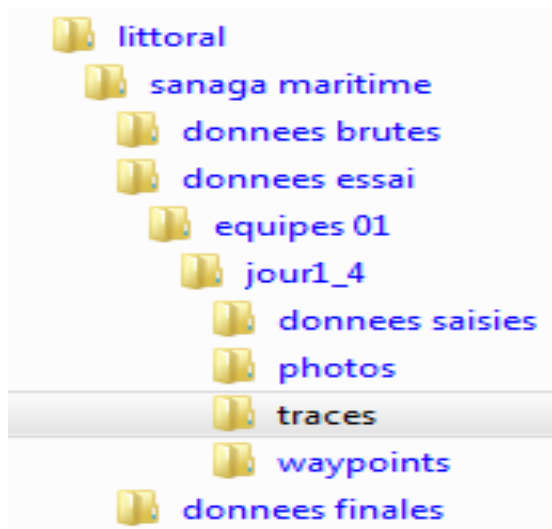 littoral
sanaga maritime
donnees brutes
donnees essai
equipes 01
jour1_4
donnees saisies
photos
traces
waypoints
donnees finales